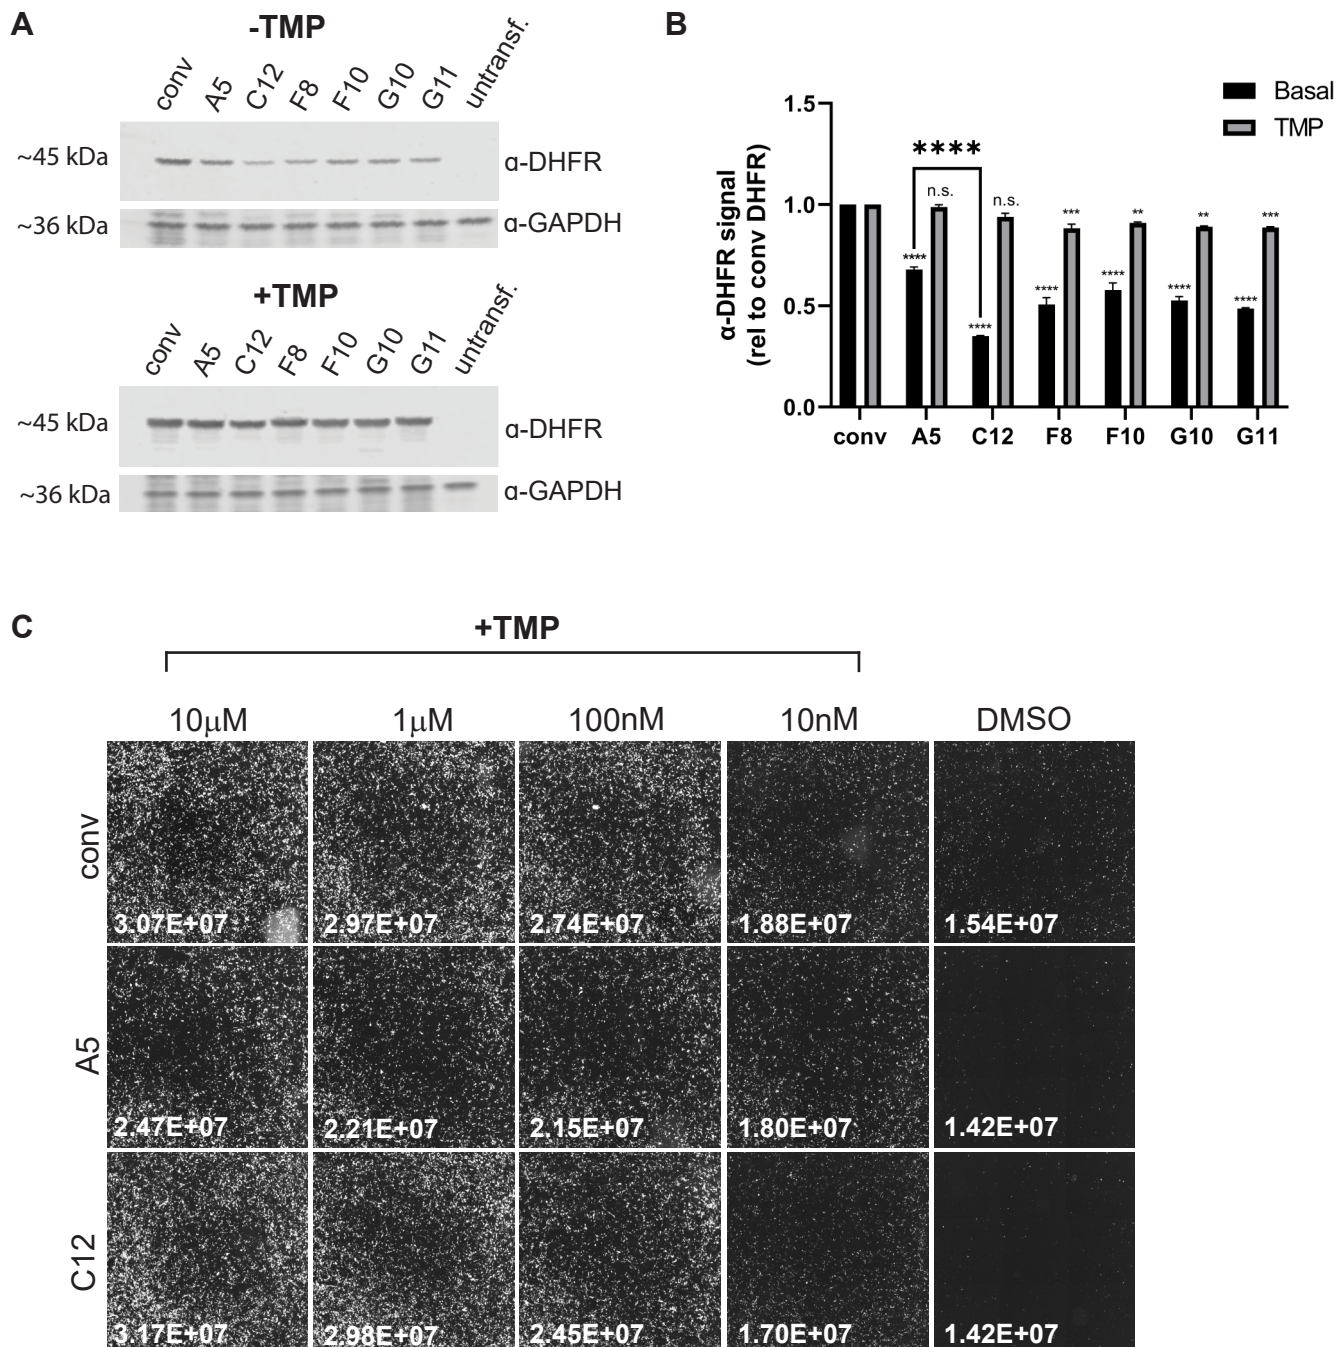 A
-TMP
conv A5 C12 F8 F10 G10 G11 untransf.
~45 kDa α-DHFR
~36 kDa α-GAPDH
+TMP
conv A5 C12 F8 F10 G10 G11 untransf.
~45 kDa α-DHFR
~36 kDa α-GAPDH
B
Basal
TMP
α-DHFR signal
(rel to conv DHFR)
1.5
1.0
0.5
0.0
****
**** n.s.
**** n.s.
**** ***
**** **
**** **
**** ***
conv A5 C12 F8 F10 G10 G11
C
+TMP
10μM 1μM 100nM 10nM DMSO
conv
3.07E+07 2.97E+07 2.74E+07 1.88E+07 1.54E+07
A5
2.47E+07 2.21E+07 2.15E+07 1.80E+07 1.42E+07
C12
3.17E+07 2.98E+07 2.45E+07 1.70E+07 1.42E+07